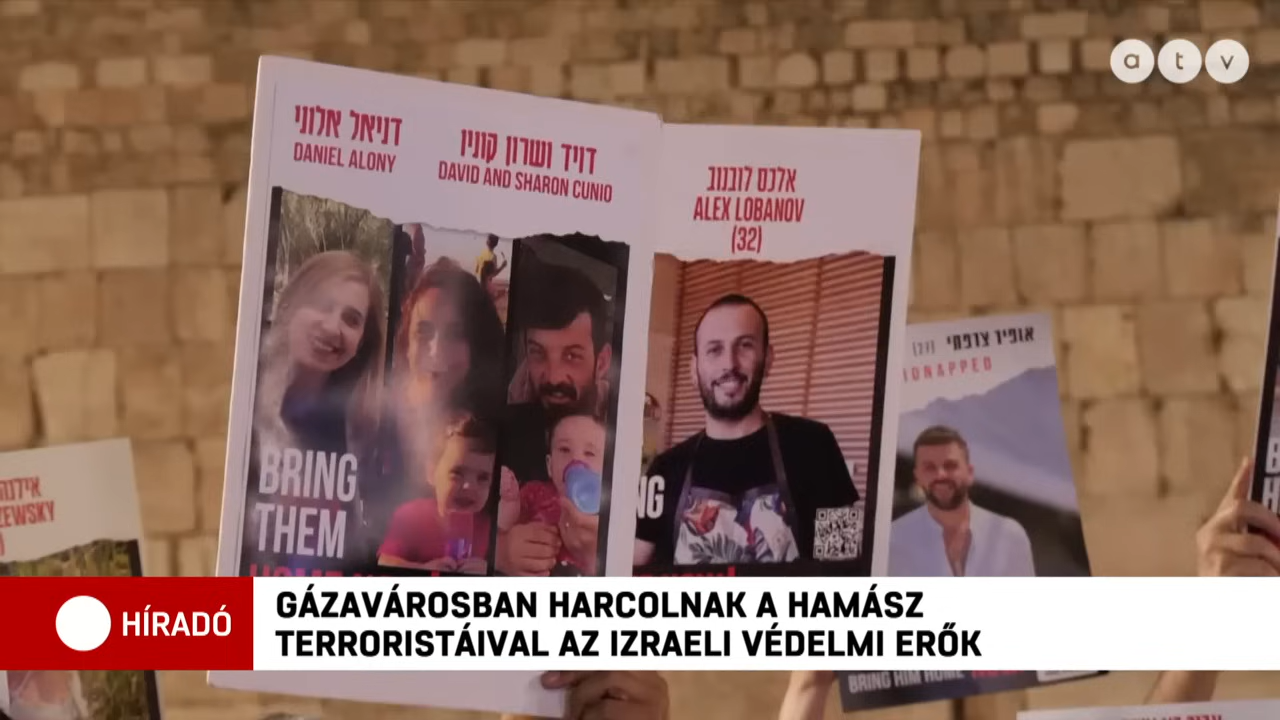 atv
דניאל אלוני
DANIEL ALONY
דויד ושרון קוניו
DAVID AND SHARON CUNIO
אלכס לובנוב
ALEX LOBANOV
(32)
אופיר צרפתי
BRING
THEM
BRING HIM HOME
HÍRADÓ
GÁZAVÁROSBAN HARCOLNAK A HAMÁSZ
TERRORISTÁIVAL AZ IZRAELI VÉDELMI ERŐK